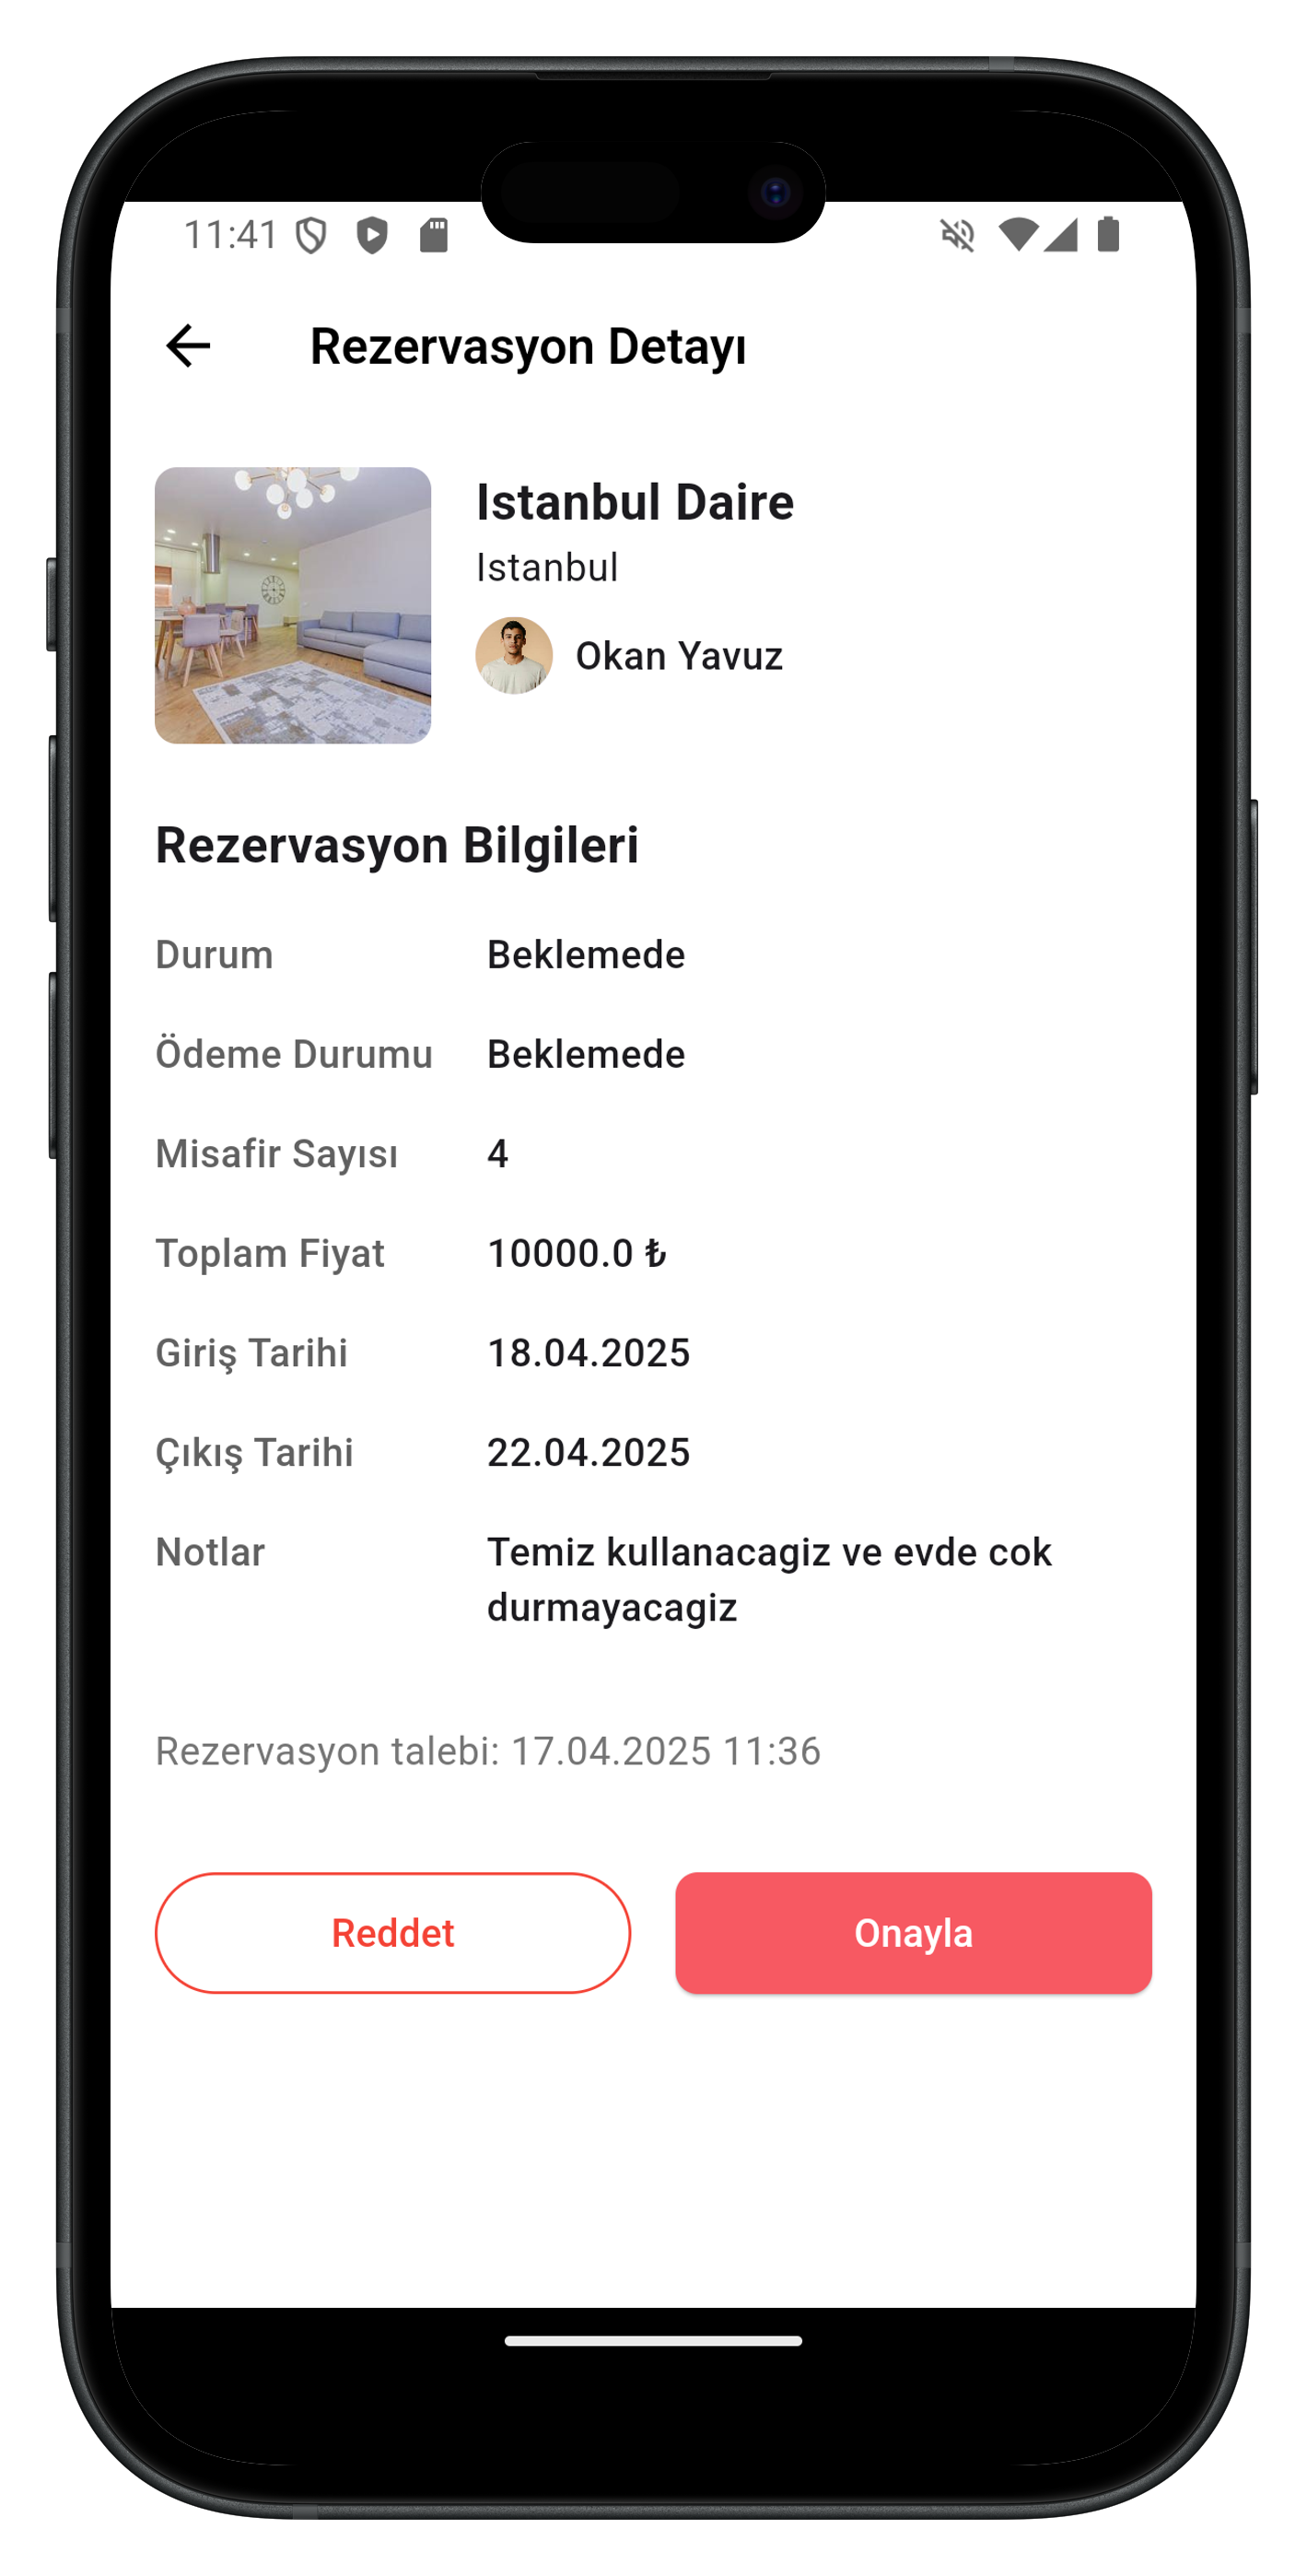 11:41
Rezervasyon Detayı
Istanbul Daire
Istanbul
Okan Yavuz
Rezervasyon Bilgileri
Durum Beklemede
Ödeme Durumu Beklemede
Misafir Sayısı 4
Toplam Fiyat 10000.0 ₺
Giriş Tarihi 18.04.2025
Çıkış Tarihi 22.04.2025
Notlar Temiz kullanacagiz ve evde cok
durmayacagiz
Rezervasyon talebi: 17.04.2025 11:36
Reddet Onayla